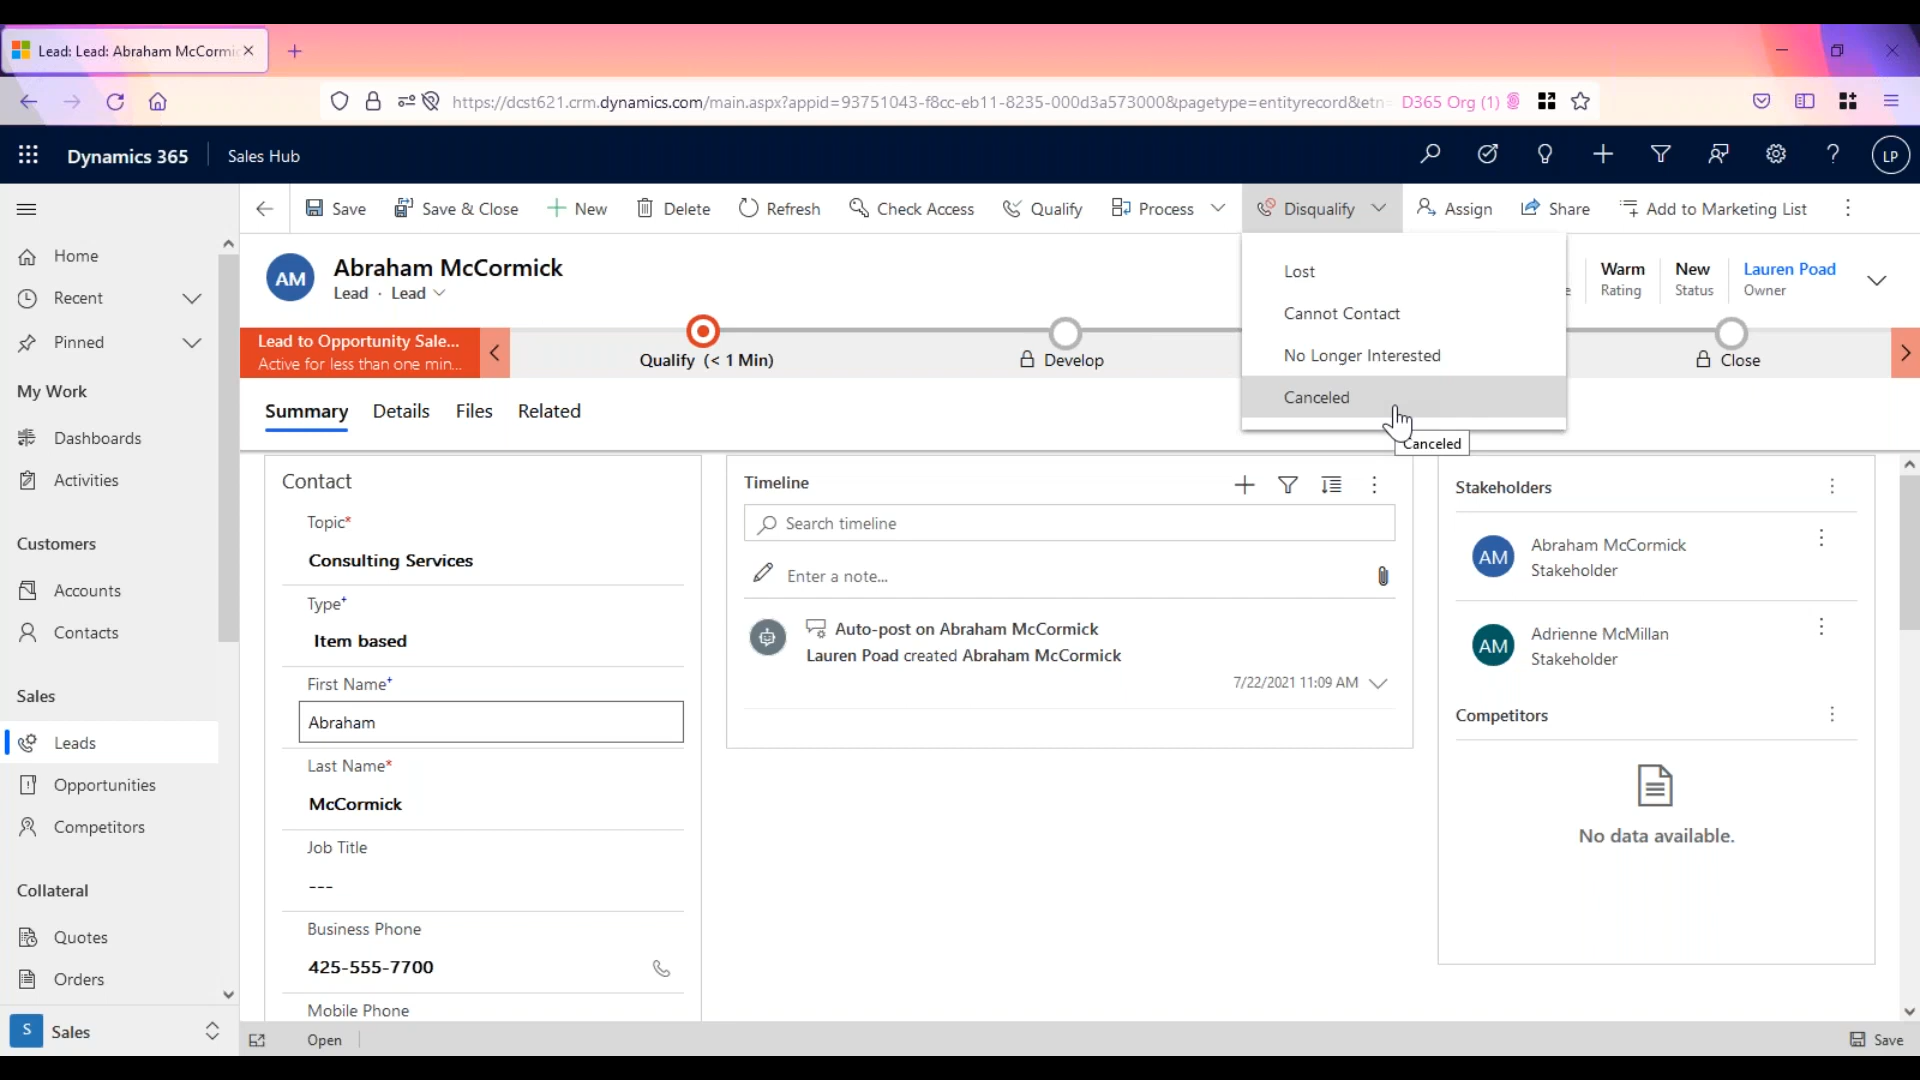 Lead: Lead: Abraham McCormic
https://dcst621.crm.dynamics.com/main.aspx?appid=93751043-f8cc-eb11-8235-000d3a573000&pagetype=entityrecord&etn=
D365 Org (1)
Dynamics 365
Sales Hub
LP
Save
Save & Close
New
Delete
Refresh
Check Access
Qualify
Process
Disqualify
Assign
Share
Add to Marketing List
Home
Recent
Pinned
My Work
Dashboards
Activities
Customers
Accounts
Contacts
Sales
Leads
Opportunities
Competitors
Collateral
Quotes
Orders
S
Sales
AM
Abraham McCormick
Lead · Lead
Lost
Cannot Contact
No Longer Interested
Canceled
Canceled
Warm
Rating
New
Status
Lauren Poad
Owner
Lead to Opportunity Sale...
Active for less than one min...
Qualify (< 1 Min)
Develop
Close
Summary
Details
Files
Related
Contact
Topic*
Consulting Services
Type+
Item based
First Name+
Abraham
Last Name*
McCormick
Job Title
---
Business Phone
425-555-7700
Mobile Phone
Timeline
Search timeline
Enter a note...
Auto-post on Abraham McCormick
Lauren Poad created Abraham McCormick
7/22/2021 11:09 AM
Stakeholders
AM
Abraham McCormick
Stakeholder
AM
Adrienne McMillan
Stakeholder
Competitors
No data available.
Open
Save